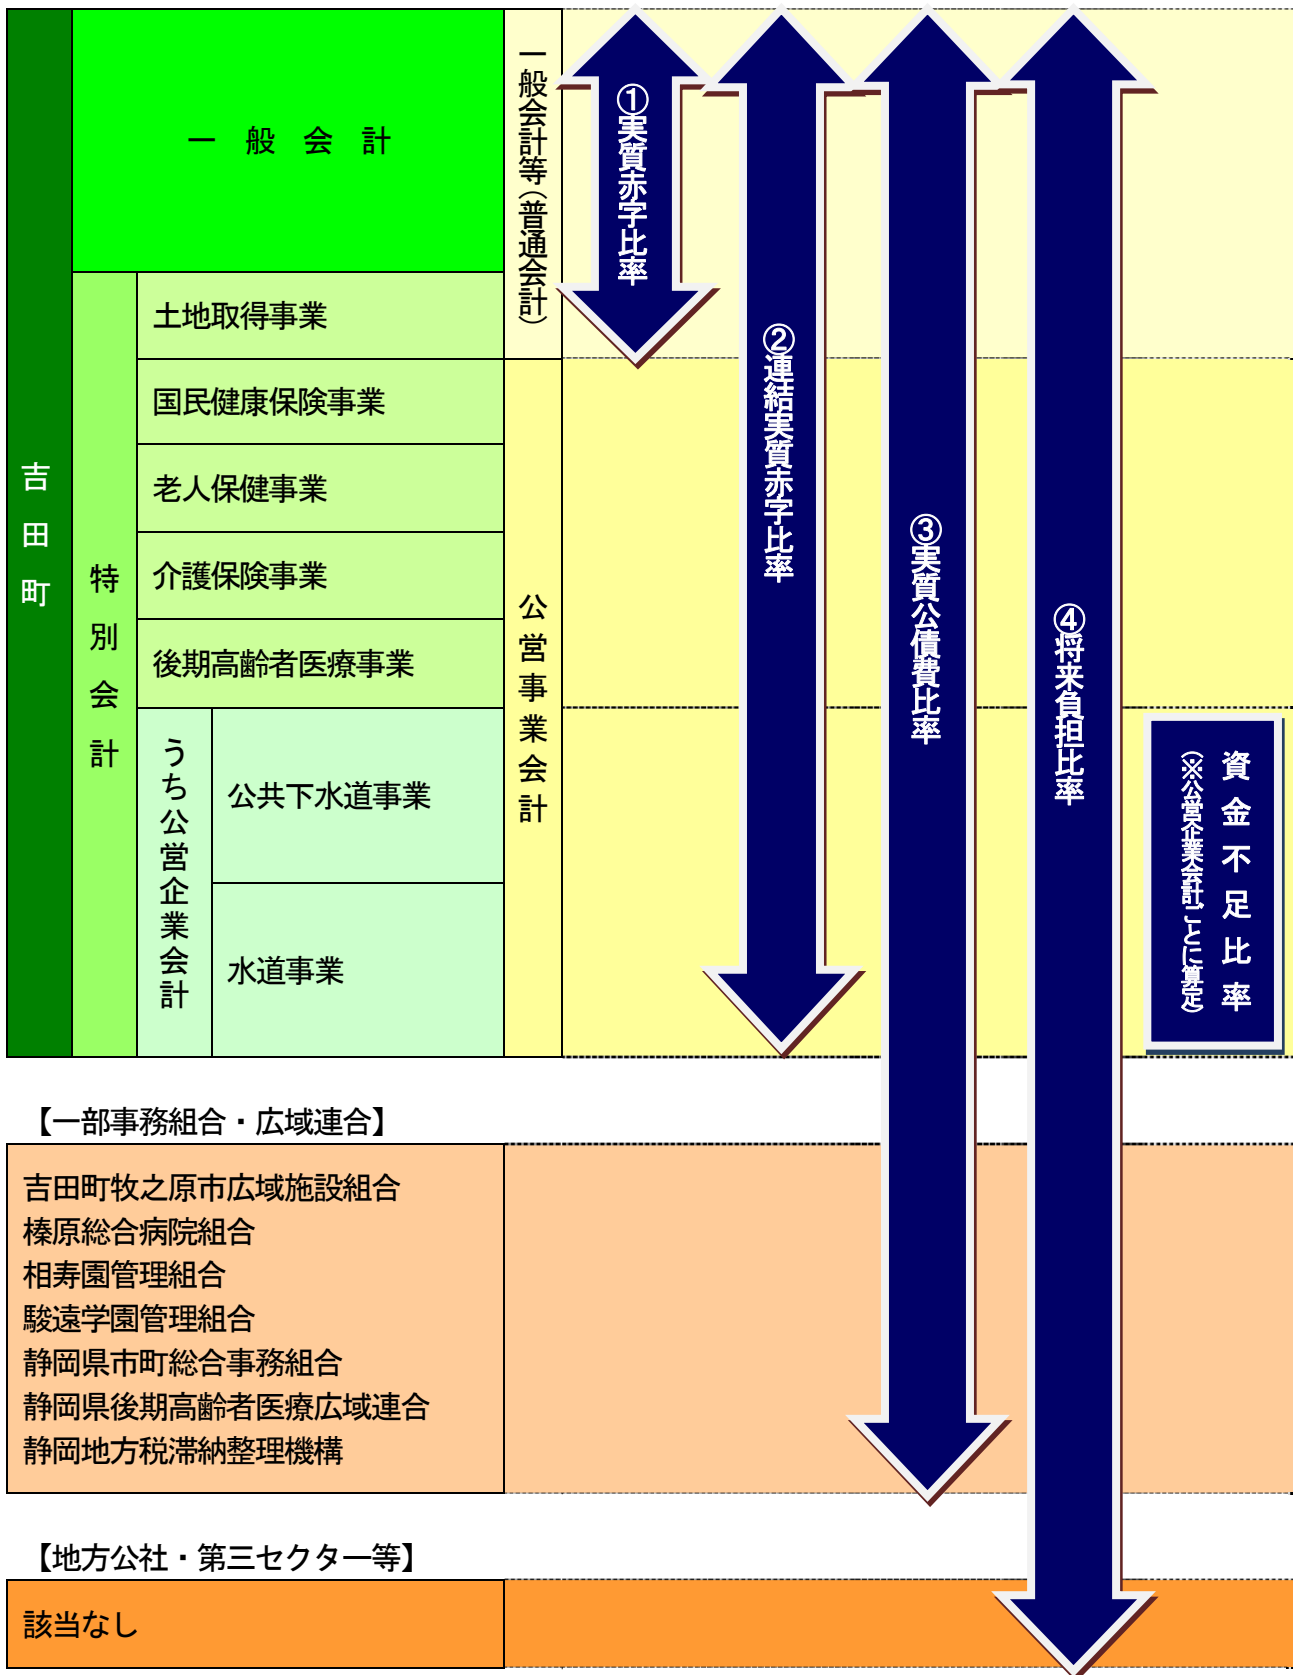 吉田町
一般会計
特別会計
土地取得事業
国民健康保険事業
老人保健事業
介護保険事業
後期高齢者医療事業
うち公営企業会計
公共下水道事業
水道事業
一般会計等(普通会計)
公営事業会計
①実質赤字比率
②連結実質赤字比率
③実質公債費比率
④将来負担比率
資金不足比率
(※公営企業会計ごとに算定)
【一部事務組合・広域連合】
吉田町牧之原市広域施設組合
榛原総合病院組合
相寿園管理組合
駿遠学園管理組合
静岡県市町総合事務組合
静岡県後期高齢者医療広域連合
静岡地方税滞納整理機構
【地方公社・第三セクター等】
該当なし